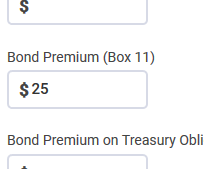 $
Bond Premium (Box 11)
$ 25
Bond Premium on Treasury Obli